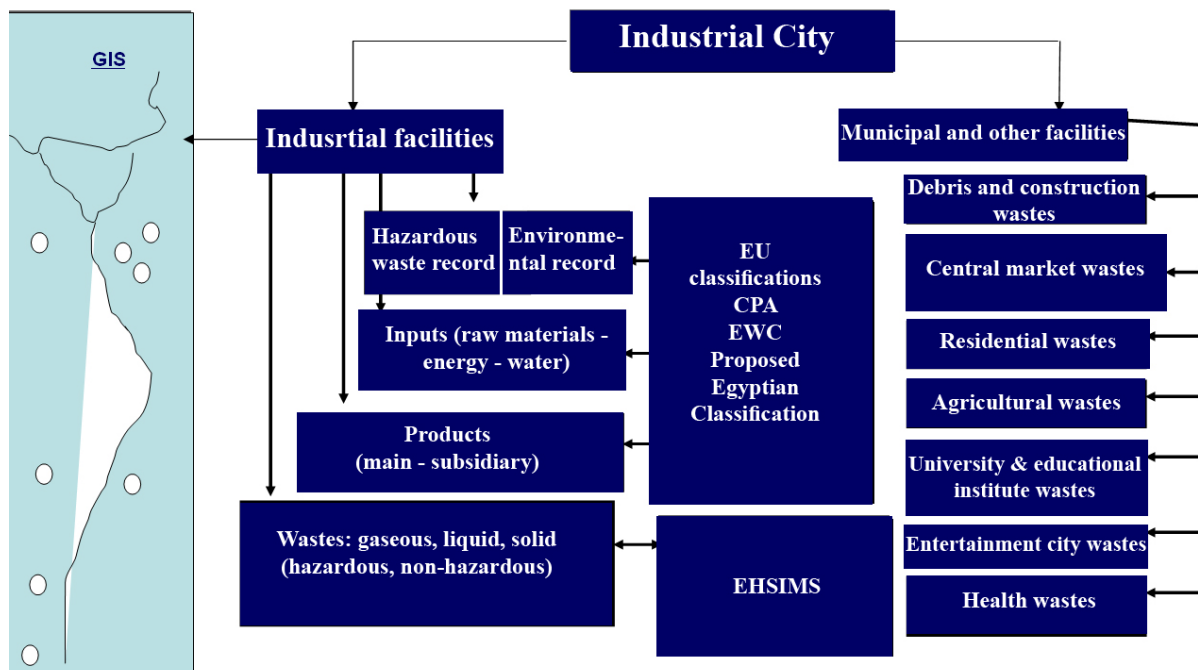 Industrial City
GIS
Indusrtial facilities
Municipal and other facilities
Hazardous
waste record
Environme-
ntal record
Inputs (raw materials -
energy - water)
Products
(main - subsidiary)
Wastes: gaseous, liquid, solid
(hazardous, non-hazardous)
EU
classifications
CPA
EWC
Proposed
Egyptian
Classification
EHSIMS
Debris and construction
wastes
Central market wastes
Residential wastes
Agricultural wastes
University & educational
institute wastes
Entertainment city wastes
Health wastes